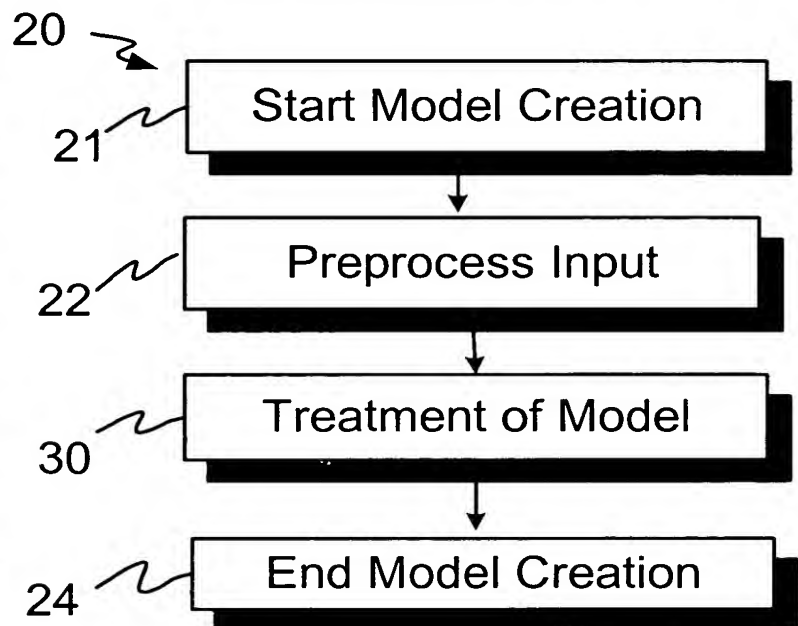 20
Start Model Creation
21
Preprocess Input
22
Treatment of Model
30
End Model Creation
24